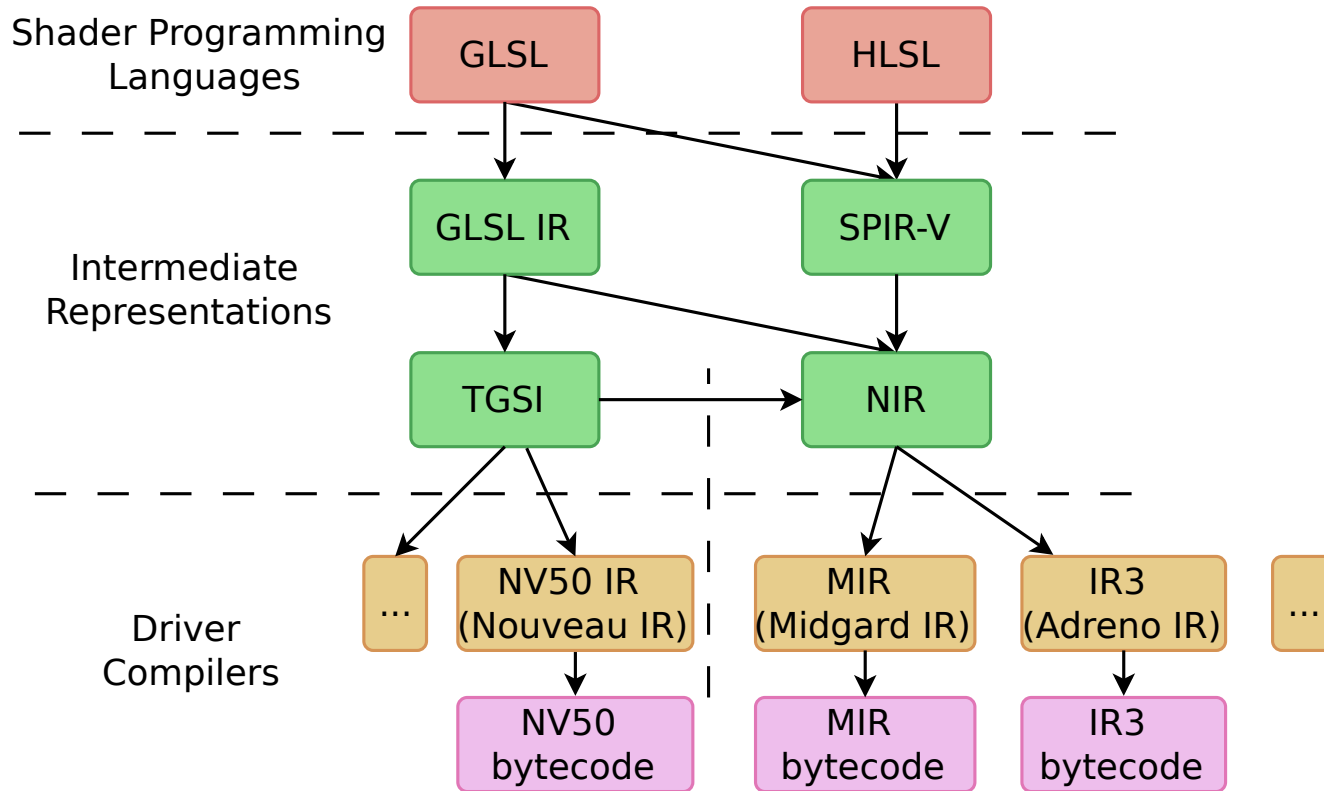 Shader Programming
Languages
GLSL
HLSL
GLSL IR
SPIR-V
Intermediate
Representations
TGSI
NIR
Driver
Compilers
...
NV50 IR
(Nouveau IR)
MIR
(Midgard IR)
IR3
(Adreno IR)
...
NV50
bytecode
MIR
bytecode
IR3
bytecode